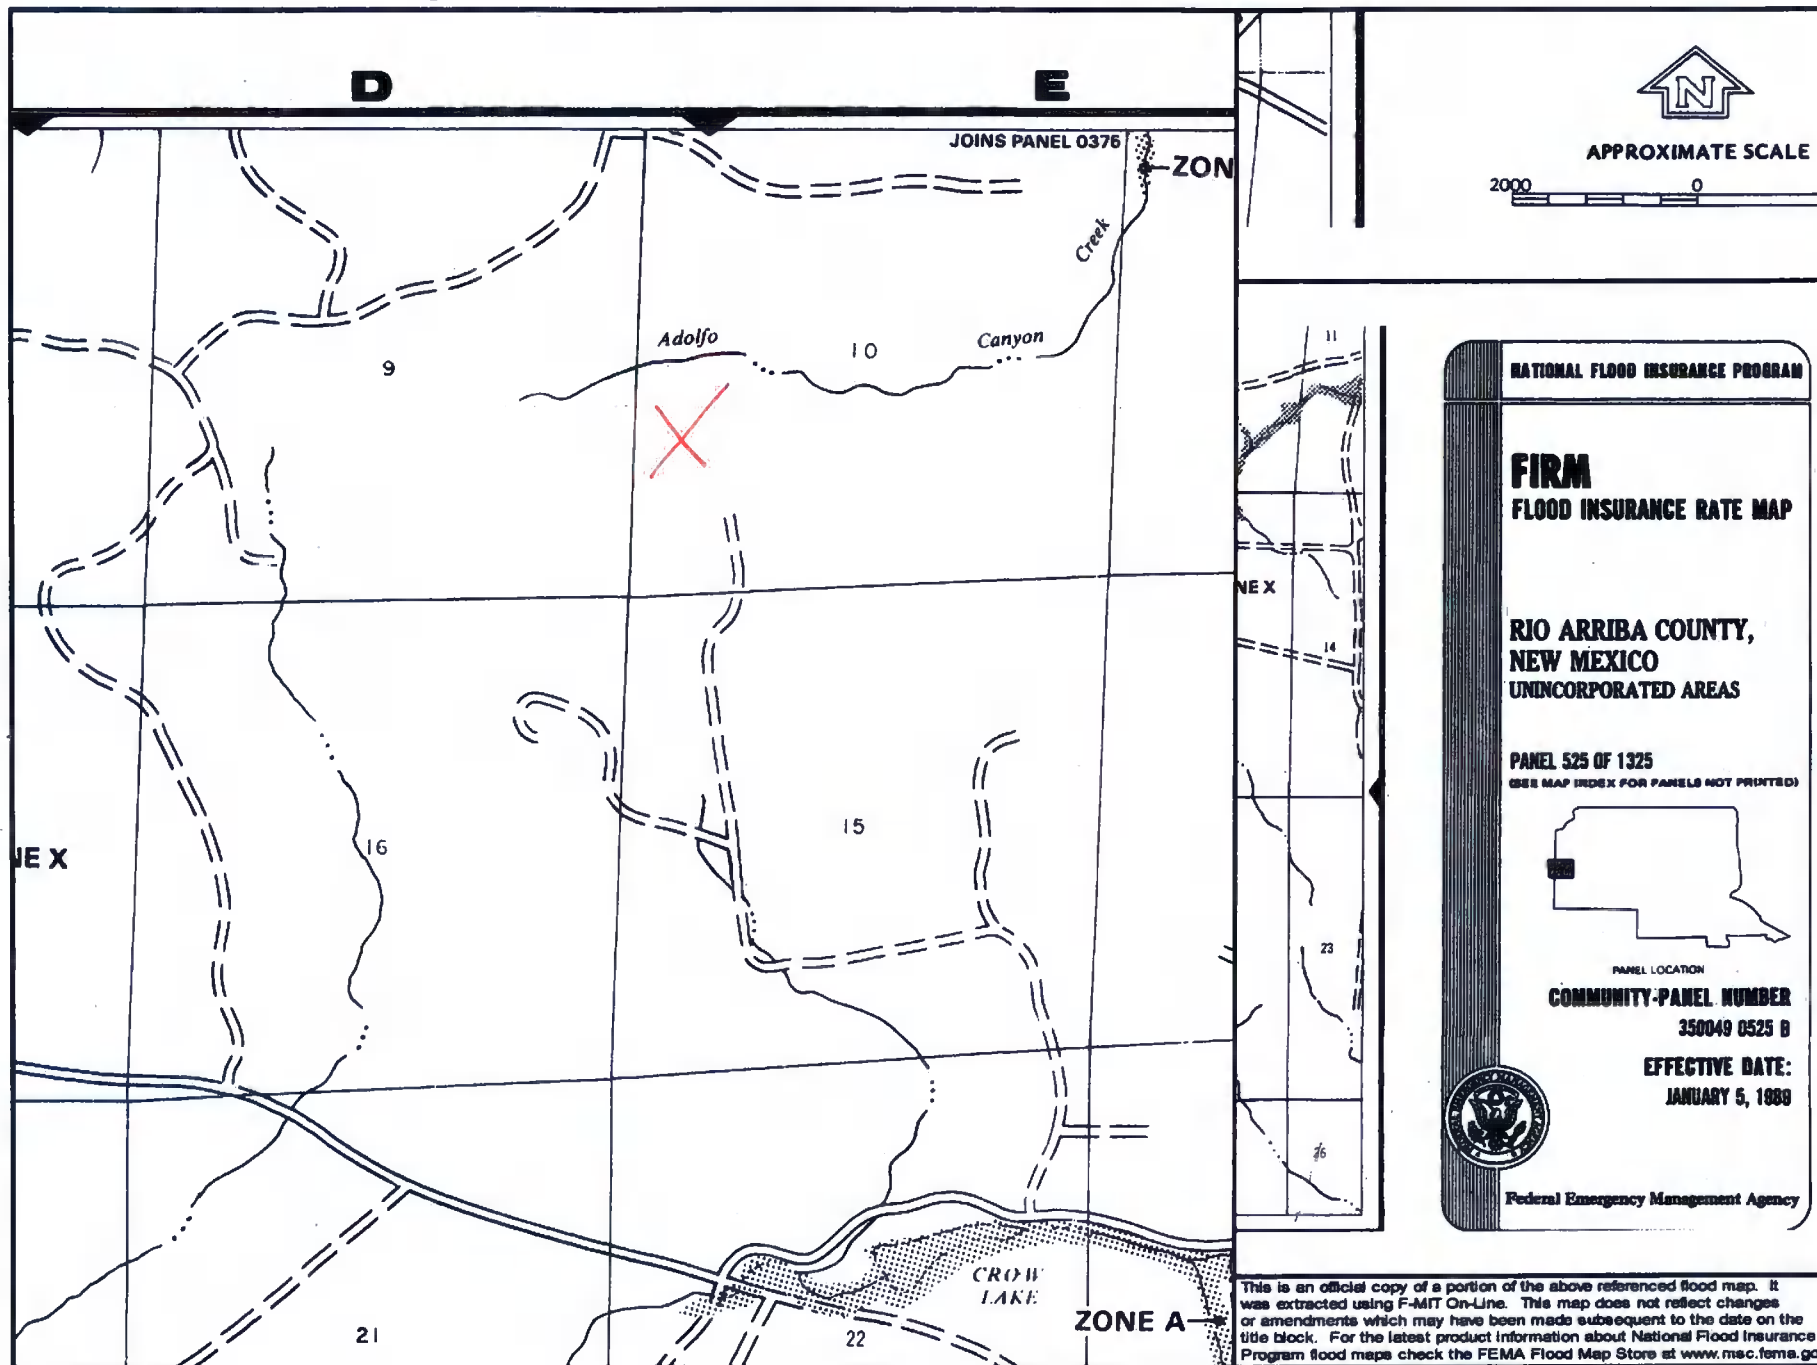 D
E
JOINS PANEL 0375
ZON
Creek
Adolfo
Canyon
9
10
16
15
NE X
21
22
CROW
LAKE
ZONE A
11
NE X
14
23
26
N
APPROXIMATE SCALE
2000 0
NATIONAL FLOOD INSURANCE PROGRAM
FIRM
FLOOD INSURANCE RATE MAP
RIO ARRIBA COUNTY,
NEW MEXICO
UNINCORPORATED AREAS
PANEL 525 OF 1325
(SEE MAP INDEX FOR PANELS NOT PRINTED)
PANEL LOCATION
COMMUNITY-PANEL NUMBER
350049 0525 B
EFFECTIVE DATE:
JANUARY 5, 1989
Federal Emergency Management Agency
This is an official copy of a portion of the above referenced flood map. It
was extracted using F-MIT On-Line. This map does not reflect changes
or amendments which may have been made subsequent to the date on the
title block. For the latest product information about National Flood Insurance
Program flood maps check the FEMA Flood Map Store at www.msc.fema.go